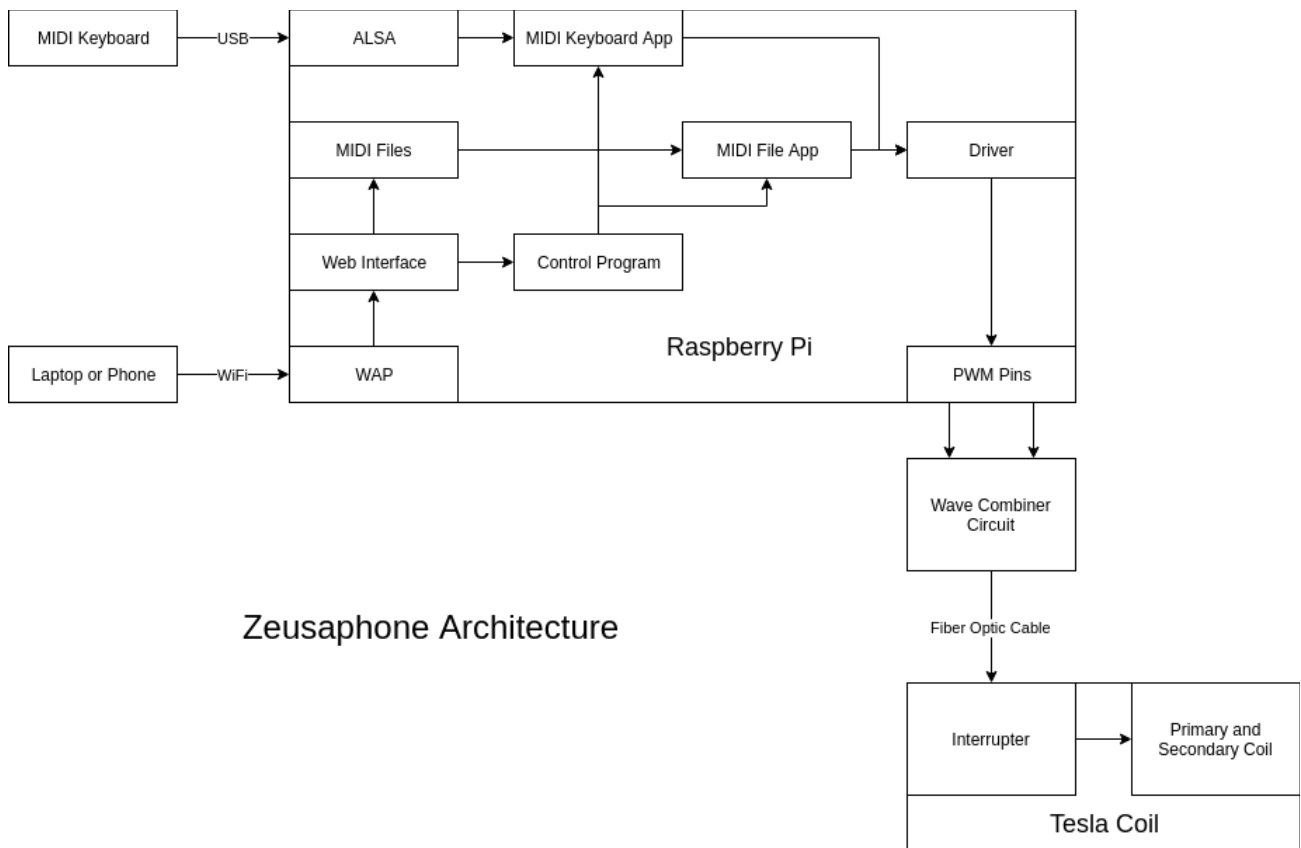 MIDI Keyboard
USB
ALSA
MIDI Keyboard App
MIDI Files
MIDI File App
Driver
Web Interface
Control Program
Raspberry Pi
Laptop or Phone
WiFi
WAP
PWM Pins
Wave Combiner
Circuit
Zeusaphone Architecture
Fiber Optic Cable
Interrupter
Primary and
Secondary Coil
Tesla Coil